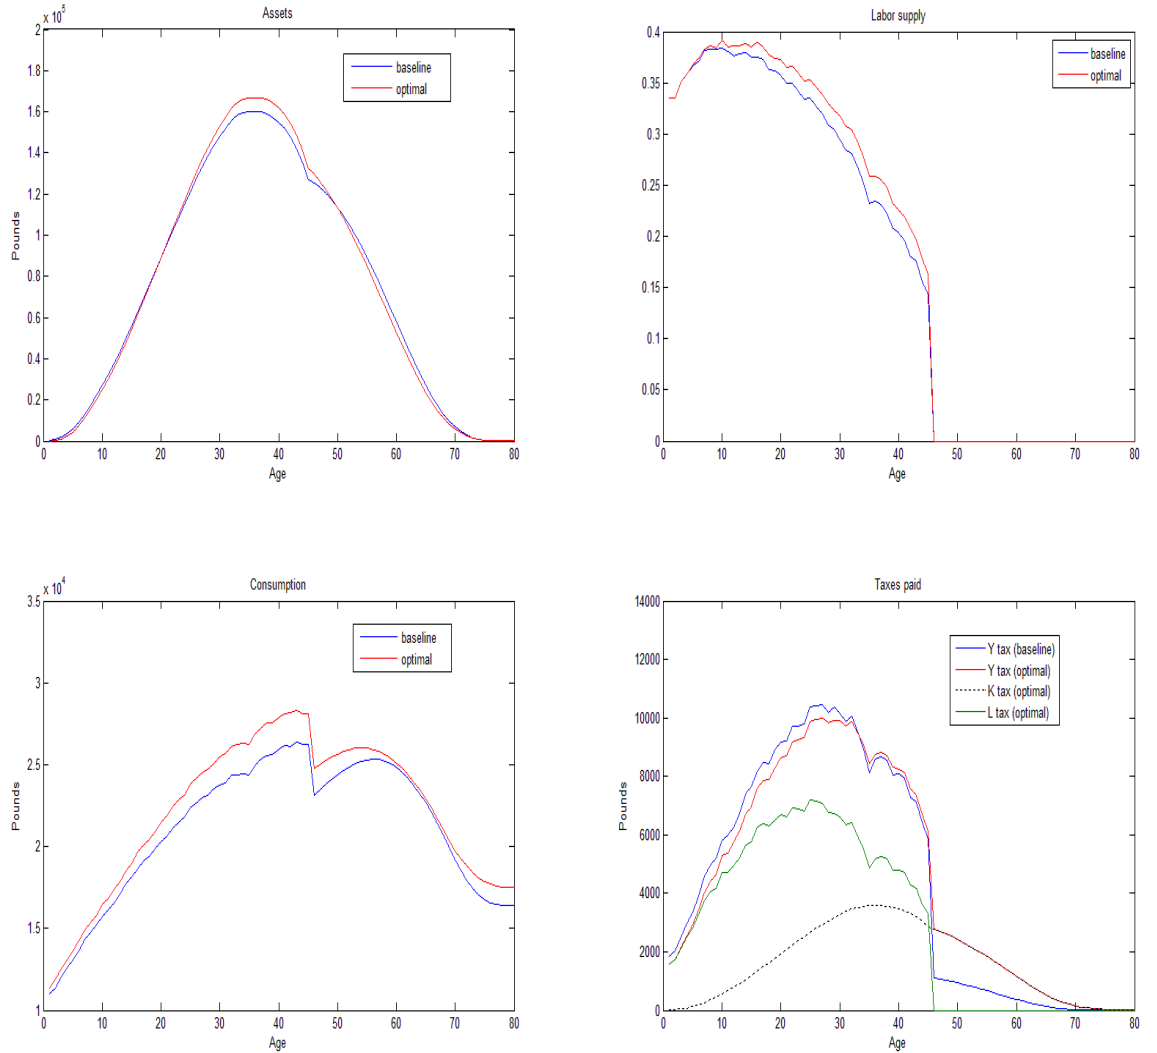 Assets
x 10^5
2
1.8
1.6
1.4
1.2
1
0.8
0.6
0.4
0.2
0
Pounds
baseline
optimal
0 10 20 30 40 50 60 70 80
Age
Labor supply
0.4
0.35
0.3
0.25
0.2
0.15
0.1
0.05
0
baseline
optimal
0 10 20 30 40 50 60 70 80
Age
Consumption
x 10^4
3.5
3
2.5
2
1.5
1
Pounds
baseline
optimal
0 10 20 30 40 50 60 70 80
Age
Taxes paid
14000
12000
10000
8000
6000
4000
2000
0
Pounds
Y tax (baseline)
Y tax (optimal)
K tax (optimal)
L tax (optimal)
0 10 20 30 40 50 60 70 80
Age